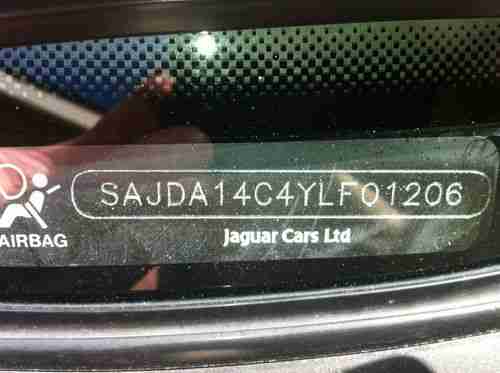 SAJDA14C4YLF01206
AIRBAG
Jaguar Cars Ltd